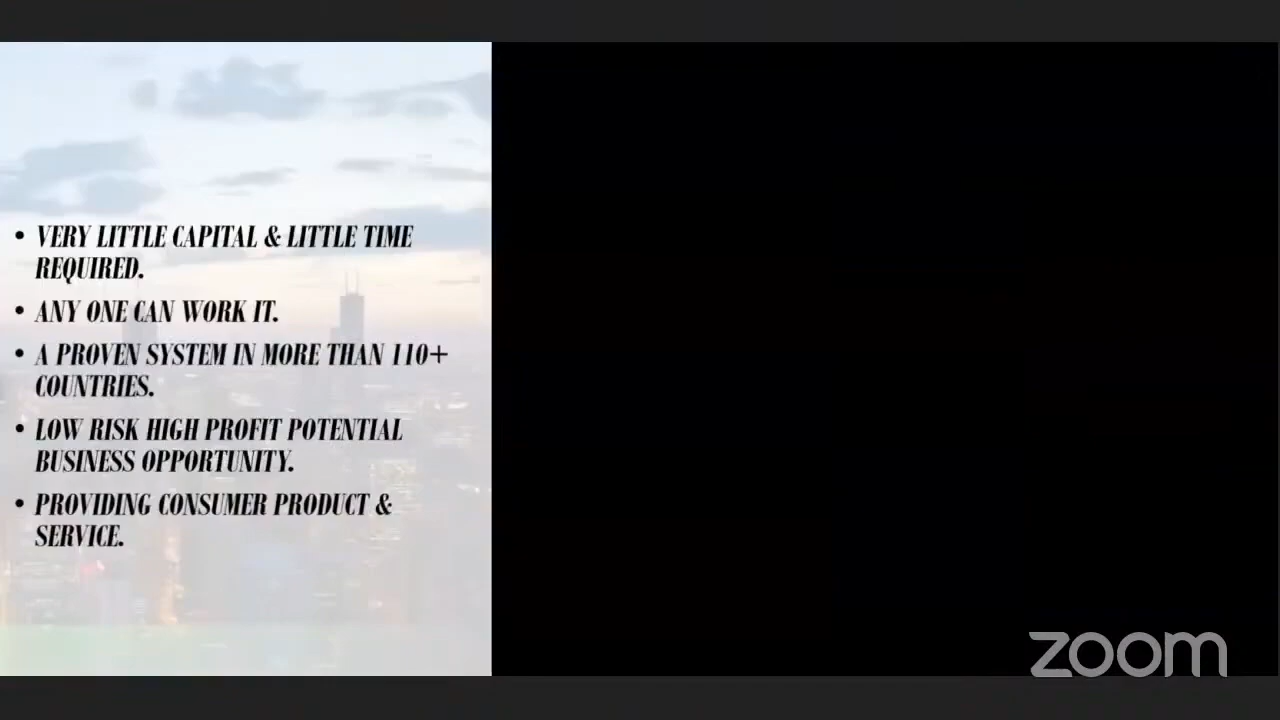 • VERY LITTLE CAPITAL & LITTLE TIME
REQUIRED.
• ANY ONE CAN WORK IT.
• A PROVEN SYSTEM IN MORE THAN 110+
COUNTRIES.
• LOW RISK HIGH PROFIT POTENTIAL
BUSINESS OPPORTUNITY.
• PROVIDING CONSUMER PRODUCT &
SERVICE.
zoom